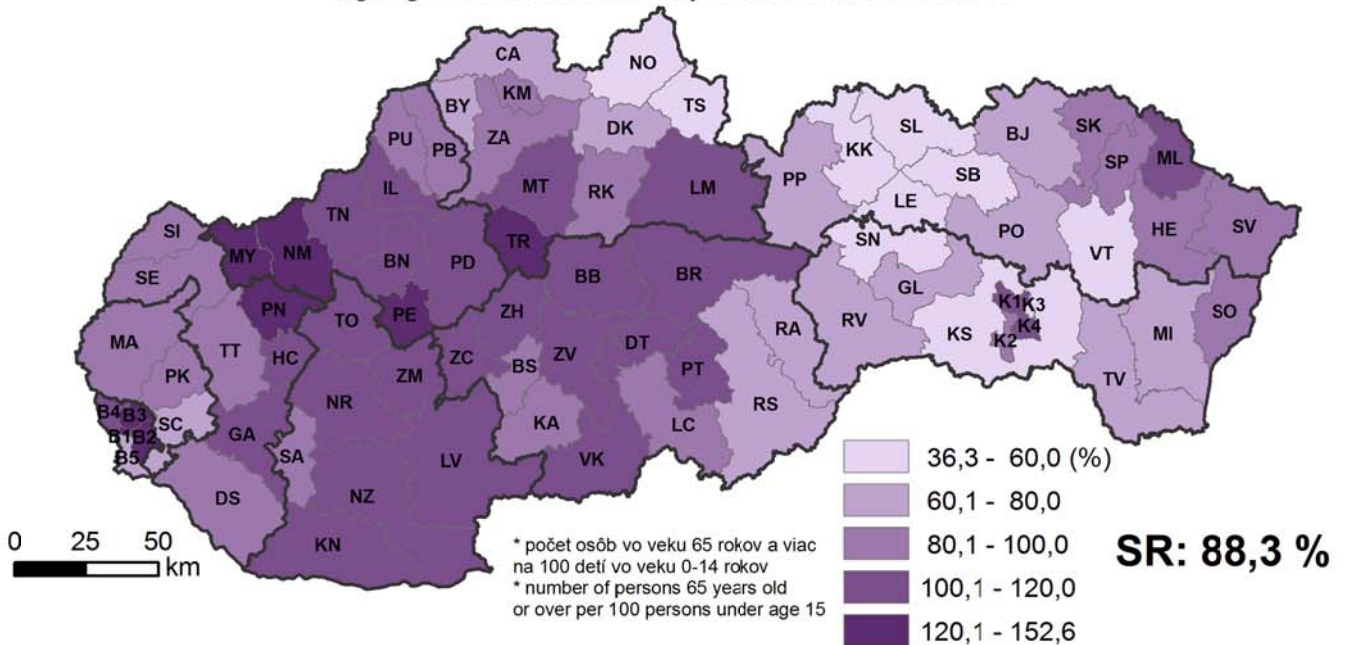 CA
NO
BY
KM
TS
PU
PB
ZA
DK
KK
SL
BJ
SK
SP
ML
IL
MT
RK
LM
PP
SB
LE
TN
SI
MY
NM
BN
PD
TR
SN
PO
VT
HE
SV
SE
PN
PE
BB
BR
GL
K1
K3
K4
K2
MA
TT
TO
HC
ZH
ZC
DT
RA
RV
KS
MI
SO
PK
ZM
BS
ZV
PT
TV
B4
B3
SC
B1
B2
B5
NR
KA
RS
GA
SA
LV
VK
LC
DS
NZ
KN
0 25 50
km
* počet osôb vo veku 65 rokov a viac
na 100 detí vo veku 0-14 rokov
* number of persons 65 years old
or over per 100 persons under age 15
36,3 - 60,0 (%)
60,1 - 80,0
80,1 - 100,0
100,1 - 120,0
120,1 - 152,6
SR: 88,3 %